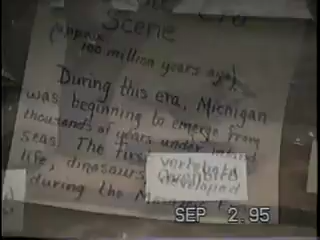 Scene
(approx.
100 million years ago)
During this era, Michigan
was beginning to emerge from
thousands of years under inland
seas. The first vertebrate
life, dinosaurs, developed
during the
SEP 2.95